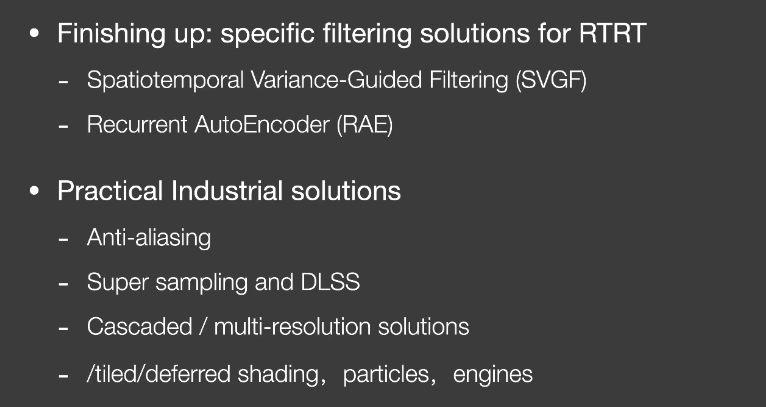 • Finishing up: specific filtering solutions for RTRT
- Spatiotemporal Variance-Guided Filtering (SVGF)
- Recurrent AutoEncoder (RAE)
• Practical Industrial solutions
- Anti-aliasing
- Super sampling and DLSS
- Cascaded / multi-resolution solutions
- /tiled/deferred shading，particles，engines